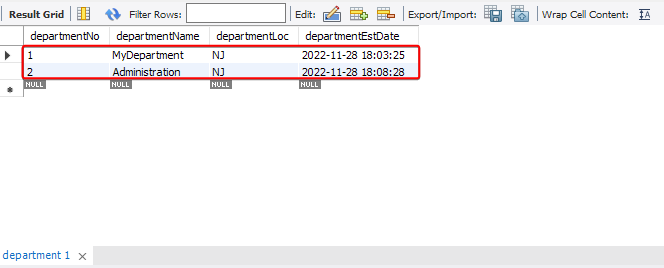 Result Grid Filter Rows: Edit: Export/Import: Wrap Cell Content: IA
departmentNo departmentName departmentLoc departmentEstDate
1 MyDepartment NJ 2022-11-28 18:03:25
2 Administration NJ 2022-11-28 18:08:28
NULL NULL NULL NULL
department 1